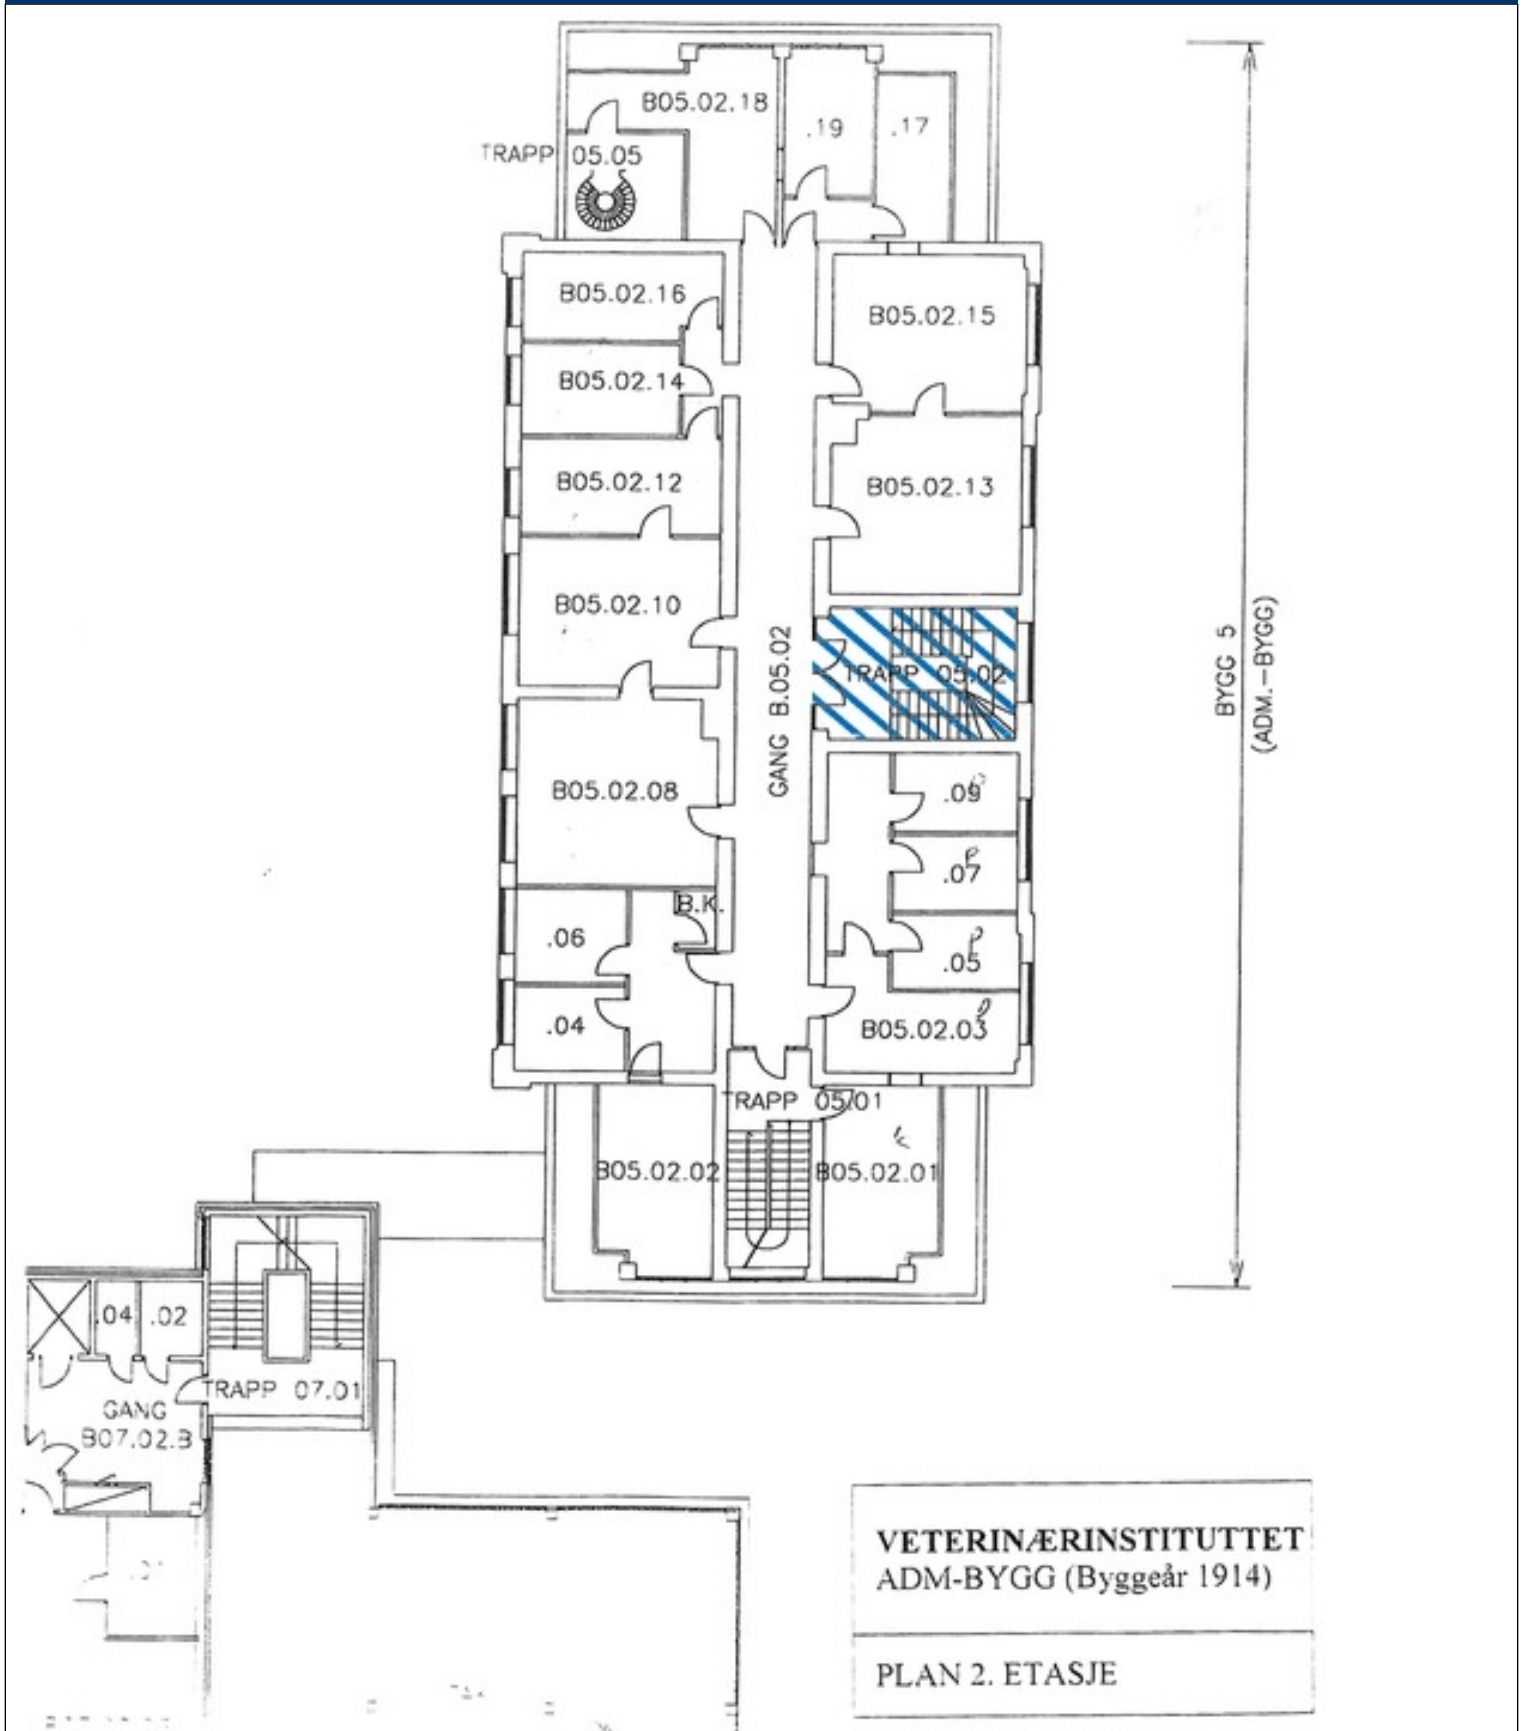 B05.02.18
.19
.17
TRAPP 05.05
B05.02.16
B05.02.15
B05.02.14
B05.02.12
B05.02.13
B05.02.10
GANG B.05.02
TRAPP 05.02
BYGG 5
(ADM.-BYGG)
B05.02.08
.09
.07
B.K.
.06
.05
.04
B05.02.03
TRAPP 05.01
B05.02.02
B05.02.01
.04
.02
TRAPP 07.01
GANG
B07.02.B
VETERINÆRINSTITUTTET
ADM-BYGG (Byggeår 1914)
PLAN 2. ETASJE